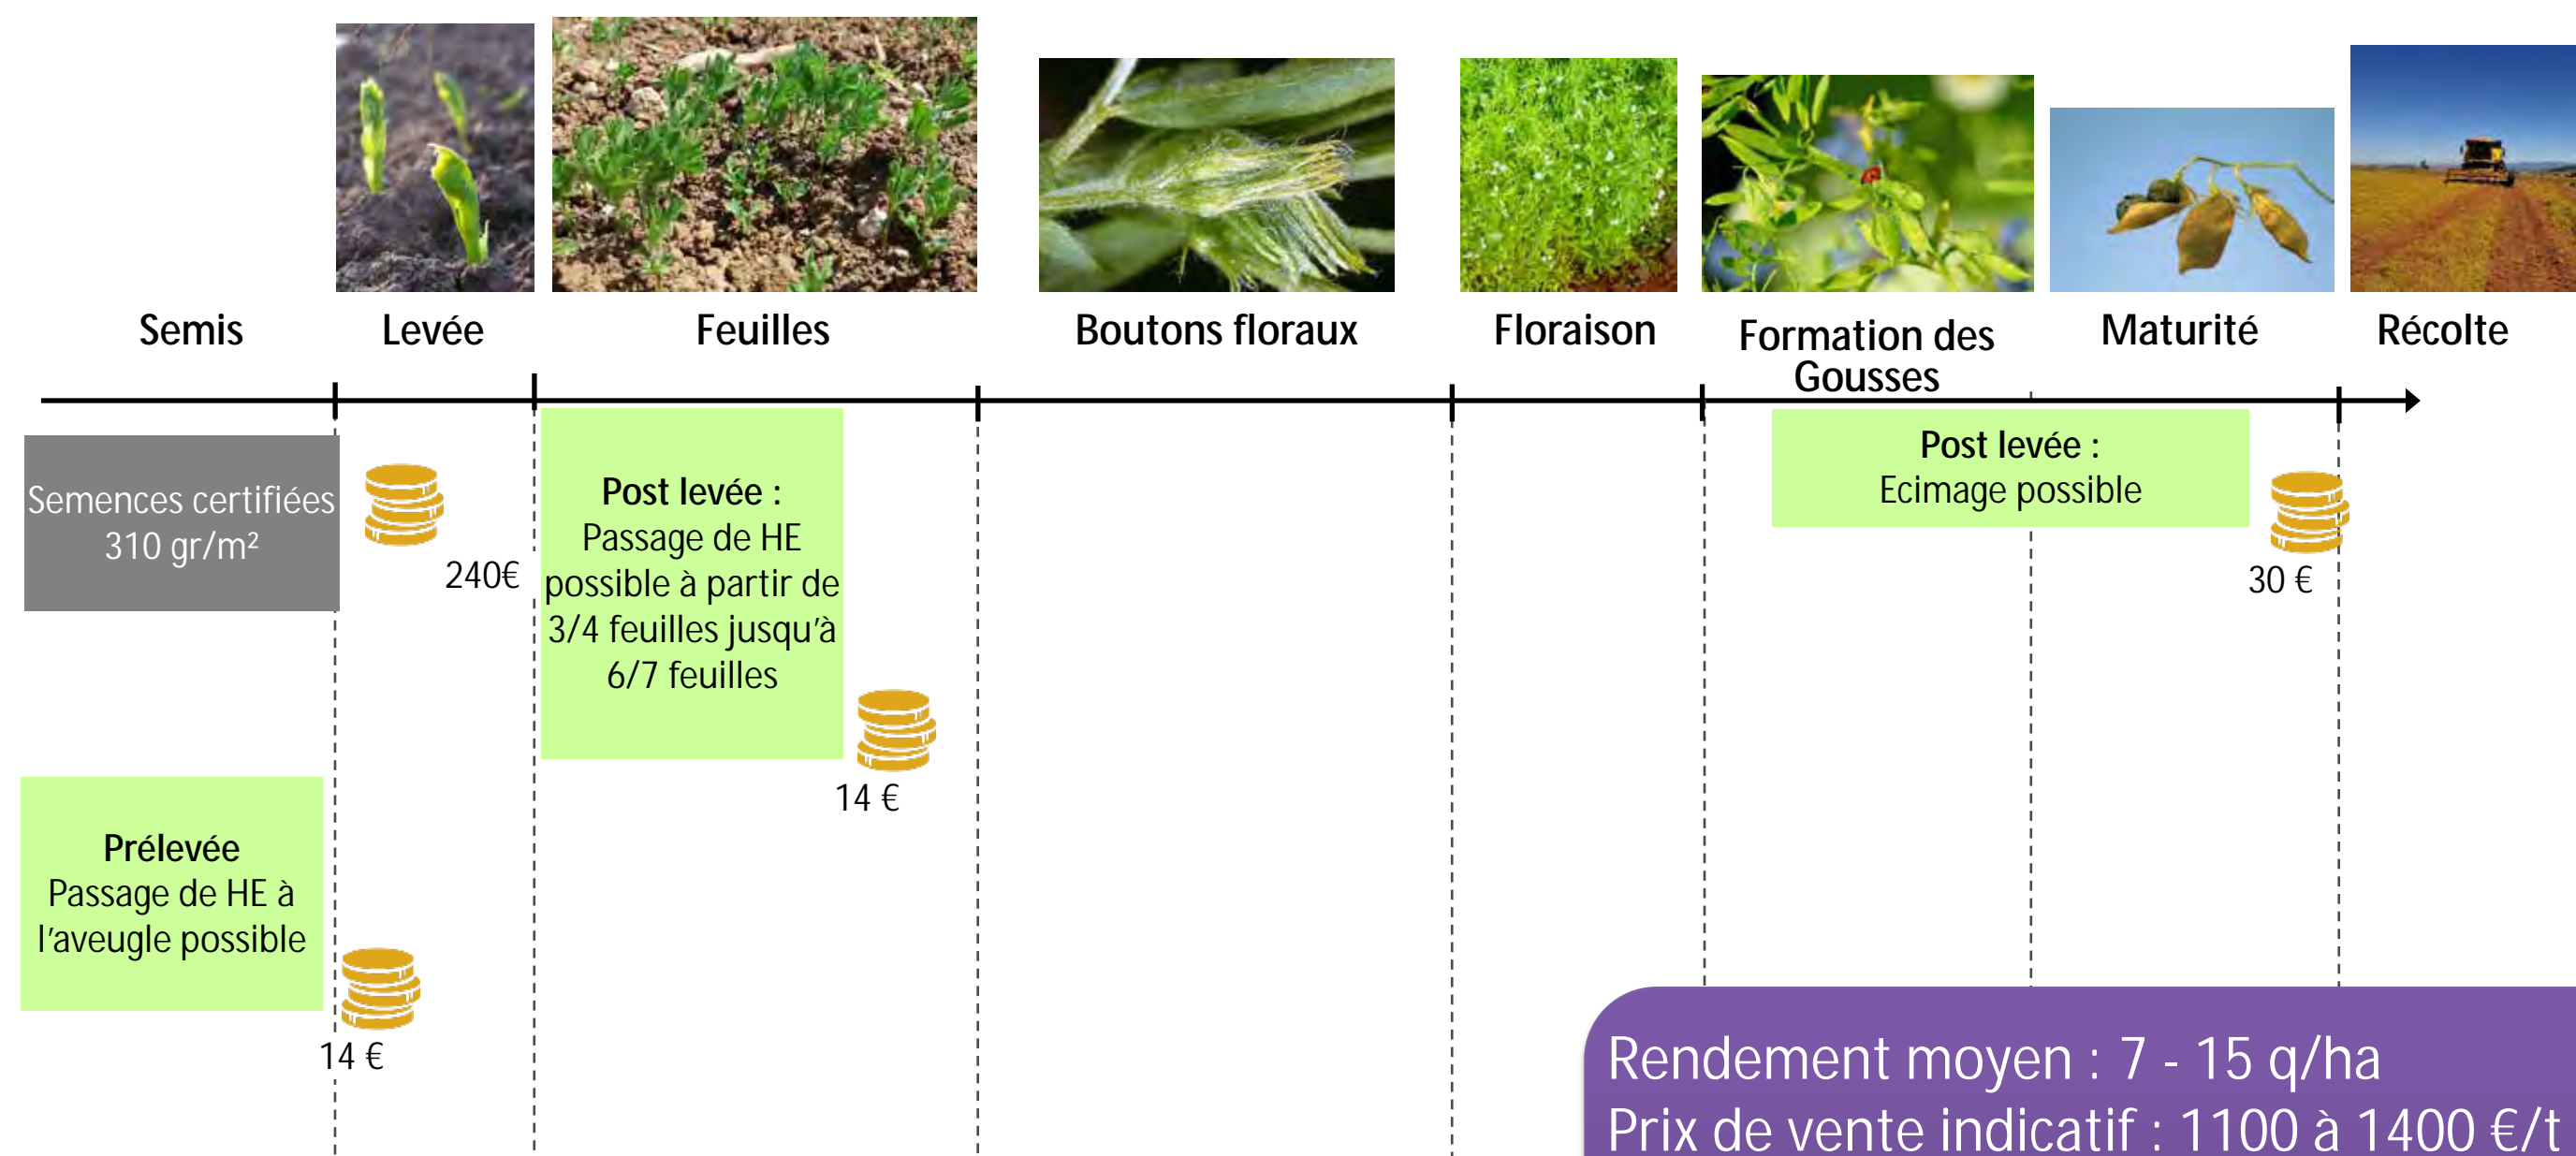 Semis
Levée
Feuilles
Boutons floraux
Floraison
Formation des
Gousses
Maturité
Récolte
Semences certifiées
310 gr/m²
240€
Post levée :
Passage de HE
possible à partir de
3/4 feuilles jusqu'à
6/7 feuilles
14 €
Post levée :
Ecimage possible
30 €
Prélevée
Passage de HE à
l'aveugle possible
14 €
Rendement moyen : 7 - 15 q/ha
Prix de vente indicatif : 1100 à 1400 €/t